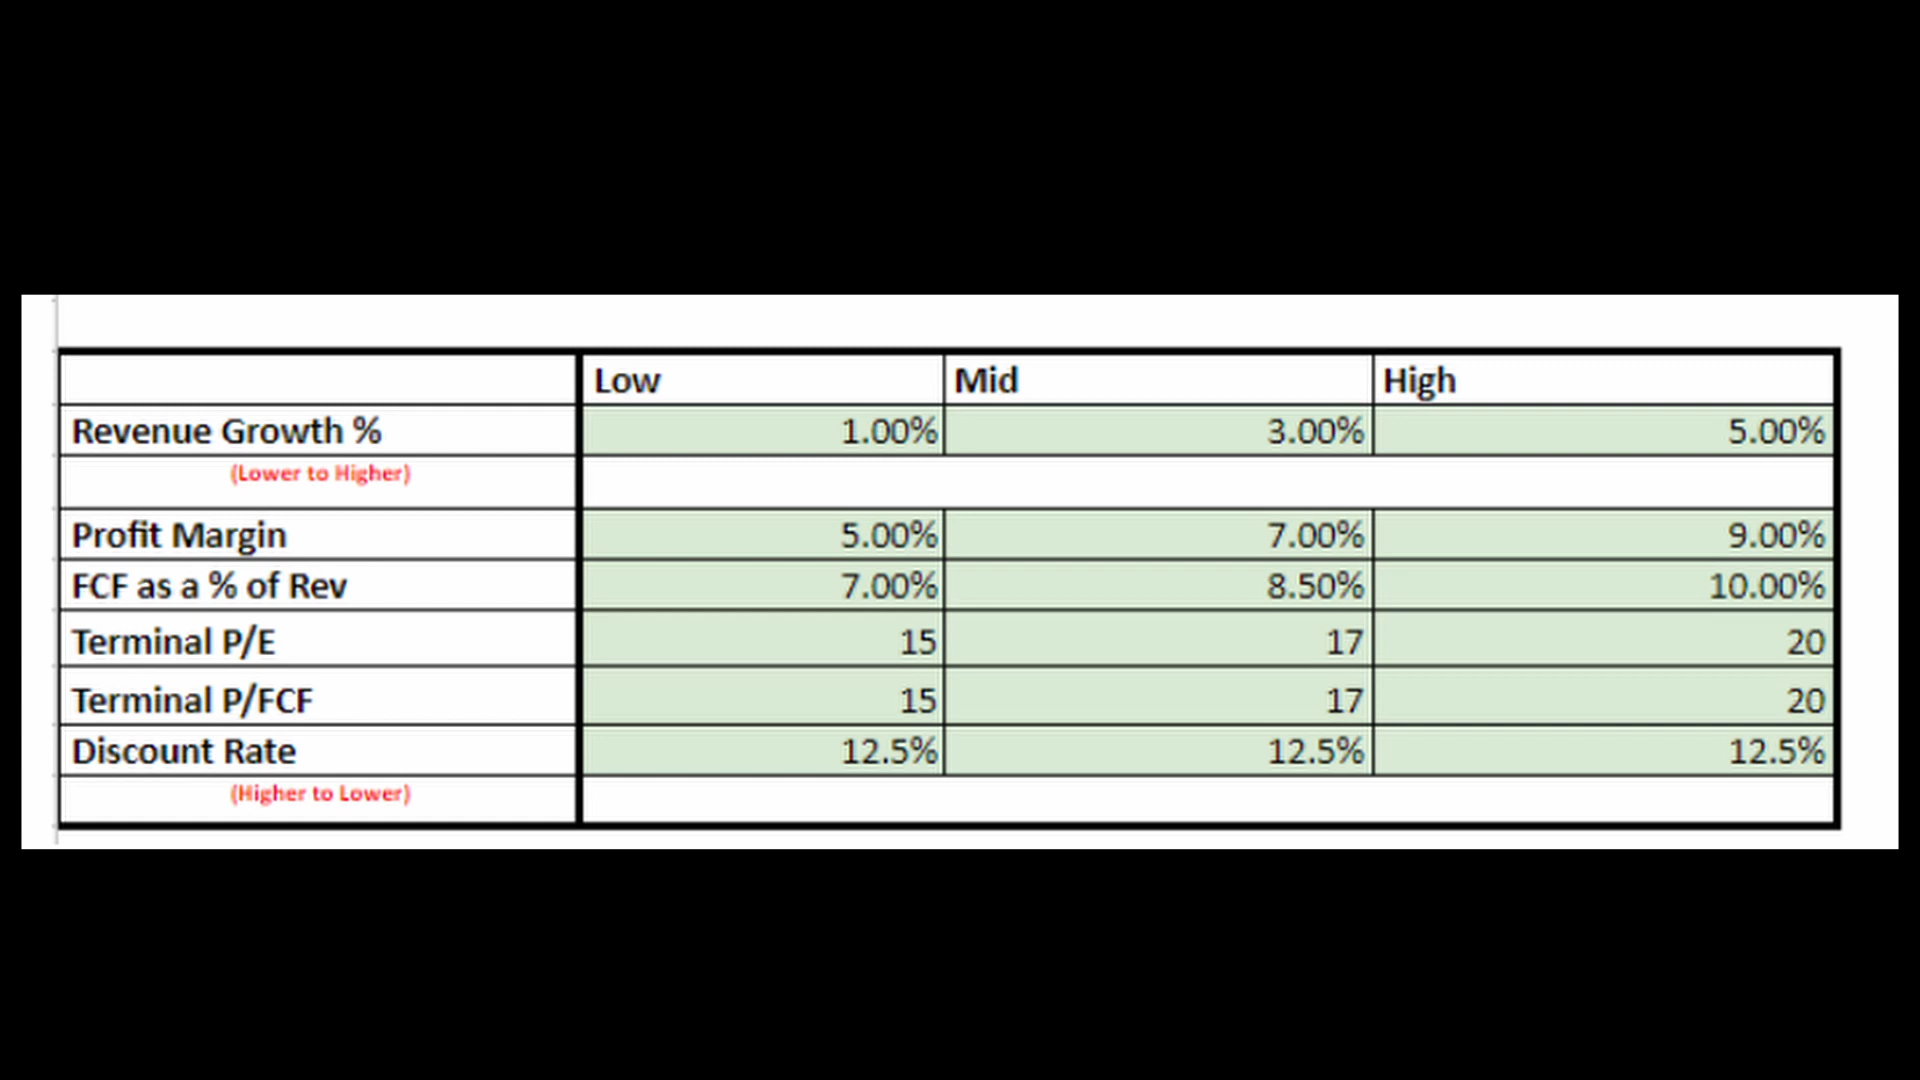 Low Mid High
Revenue Growth % 1.00% 3.00% 5.00%
(Lower to Higher)
Profit Margin 5.00% 7.00% 9.00%
FCF as a % of Rev 7.00% 8.50% 10.00%
Terminal P/E 15 17 20
Terminal P/FCF 15 17 20
Discount Rate 12.5% 12.5% 12.5%
(Higher to Lower)